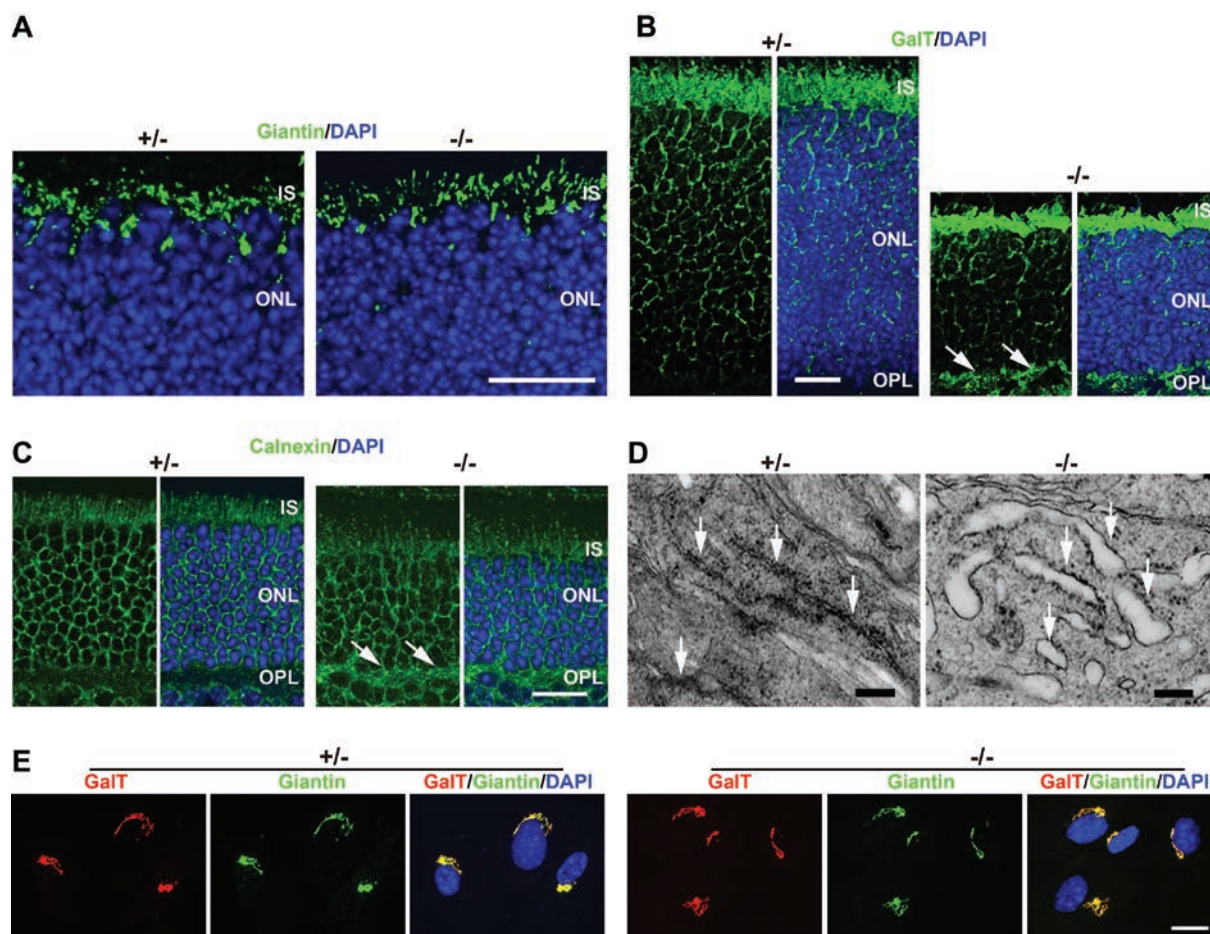 A
Giantin/DAPI
+/-
-/-
IS
IS
ONL
ONL
B
GalT/DAPI
+/-
-/-
IS
IS
ONL
ONL
OPL
OPL
C
Calnexin/DAPI
+/-
-/-
IS
IS
ONL
ONL
OPL
OPL
D
+/-
-/-
E
+/-
-/-
GalT
Giantin
GalT/Giantin/DAPI
GalT
Giantin
GalT/Giantin/DAPI